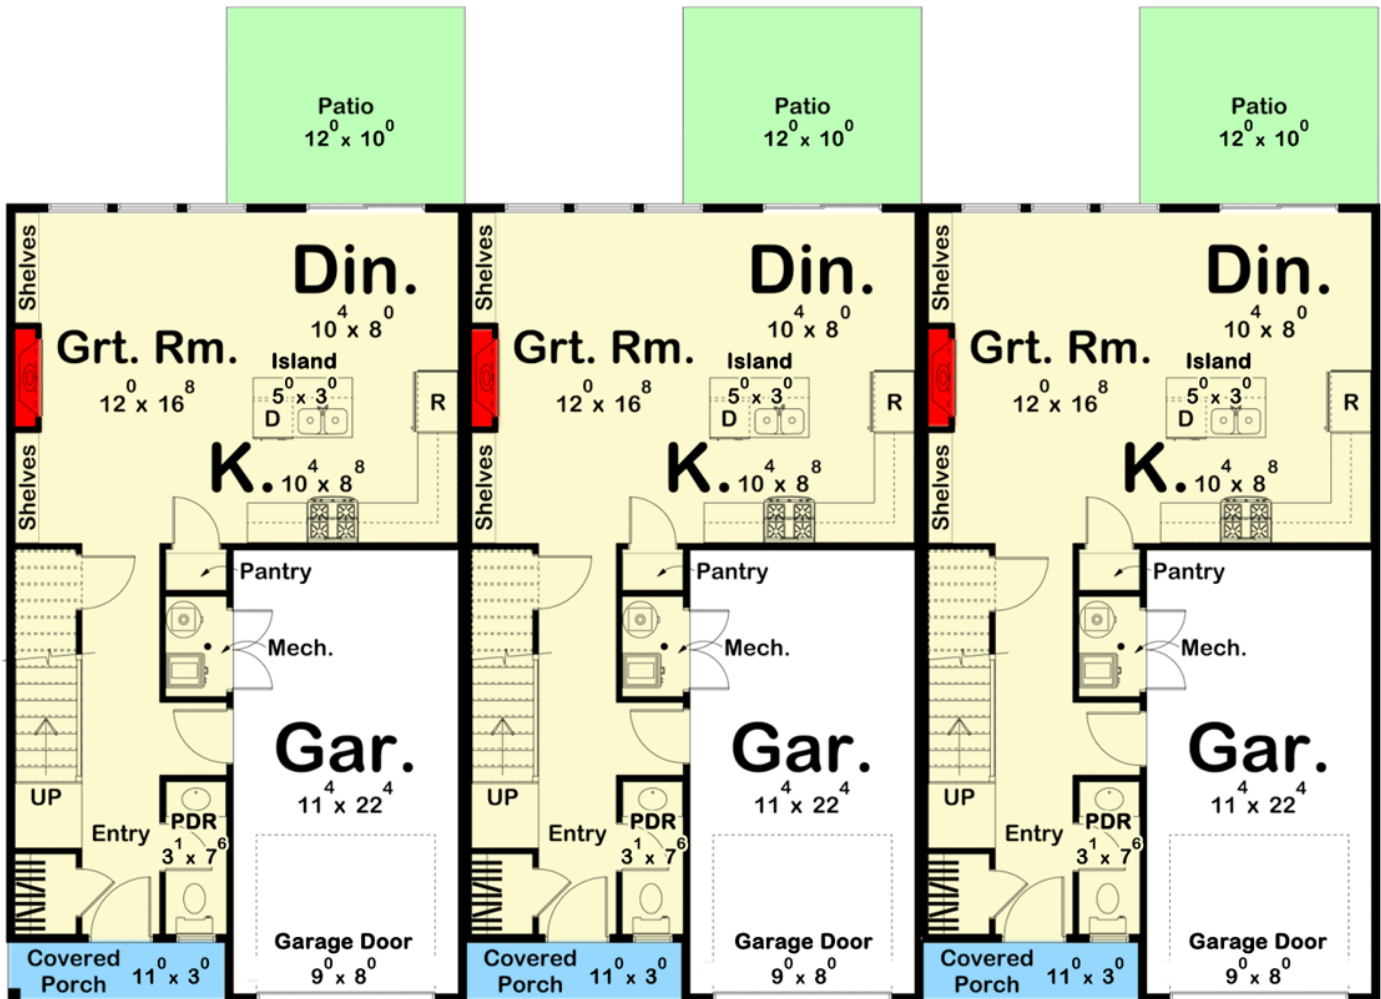 Patio Patio Patio
12⁰ x 10⁰ 12⁰ x 10⁰ 12⁰ x 10⁰
Shelves Shelves Shelves
Din. Din. Din.
10⁴ x 8⁰ 10⁴ x 8⁰ 10⁴ x 8⁰
Grt. Rm. Grt. Rm. Grt. Rm.
12⁰ x 16⁸ 12⁰ x 16⁸ 12⁰ x 16⁸
Island Island Island
5⁰ x 3⁰ 5⁰ x 3⁰ 5⁰ x 3⁰
D R D R D R
Shelves Shelves Shelves
K. 10⁴ x 8⁸ K. 10⁴ x 8⁸ K. 10⁴ x 8⁸
Pantry Pantry Pantry
Mech. Mech. Mech.
Gar. Gar. Gar.
11⁴ x 22⁴ 11⁴ x 22⁴ 11⁴ x 22⁴
UP UP UP
Entry Entry Entry
PDR PDR PDR
3¹ x 7⁶ 3¹ x 7⁶ 3¹ x 7⁶
Garage Door Garage Door Garage Door
9⁰ x 8⁰ 9⁰ x 8⁰ 9⁰ x 8⁰
Covered Covered Covered
Porch 11⁰ x 3⁰ Porch 11⁰ x 3⁰ Porch 11⁰ x 3⁰